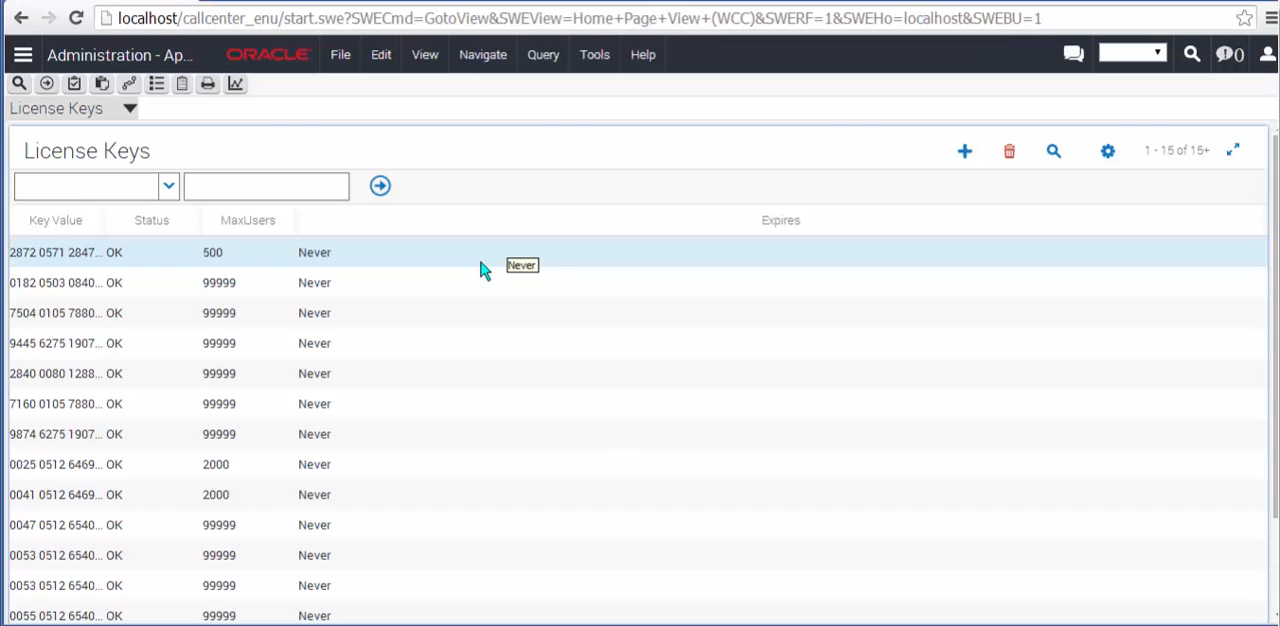 localhost/callcenter_enu/start.swe?SWECmd=GotoView&SWEView=Home+Page+View+(WCC)&SWERF=1&SWEHo=localhost&SWEBU=1
Administration - Ap... ORACLE File Edit View Navigate Query Tools Help 0
License Keys
License Keys 1 - 15 of 15+
Key Value Status MaxUsers Expires
2872 0571 2847... OK 500 Never
Never
0182 0503 0840... OK 99999 Never
7504 0105 7880... OK 99999 Never
9445 6275 1907... OK 99999 Never
2840 0080 1288... OK 99999 Never
7160 0105 7880... OK 99999 Never
9874 6275 1907... OK 99999 Never
0025 0512 6469... OK 2000 Never
0041 0512 6469... OK 2000 Never
0047 0512 6540... OK 99999 Never
0053 0512 6540... OK 99999 Never
0053 0512 6540... OK 99999 Never
0055 0512 6540... OK 99999 Never